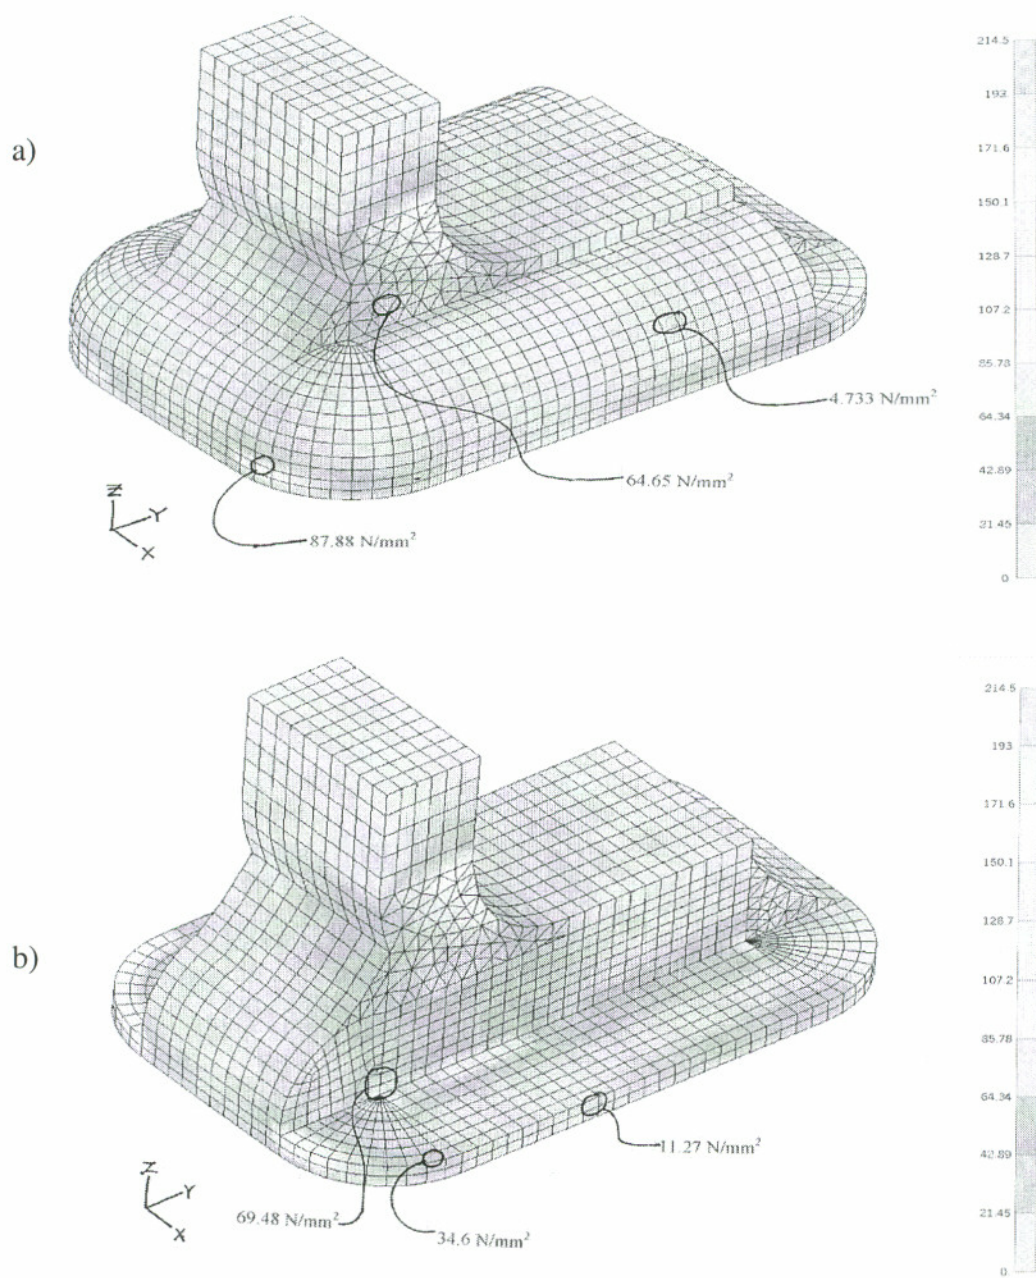 a)
214.5
193
171.6
150.1
128.7
107.2
85.78
64.34
42.89
21.45
0
4.733 N/mm²
64.65 N/mm²
87.88 N/mm²
Z
Y
X
b)
214.5
193
171.6
150.1
128.7
107.2
85.78
64.34
42.89
21.45
0
11.27 N/mm²
69.48 N/mm²
34.6 N/mm²
Z
Y
X